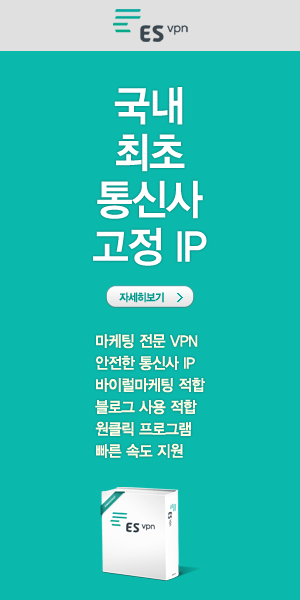 ES vpn
국내
최초
통신사
고정 IP
자세히보기
마케팅 전문 VPN
안전한 통신사 IP
바이럴마케팅 적합
블로그 사용 적합
원클릭 프로그램
빠른 속도 지원
ES vpn